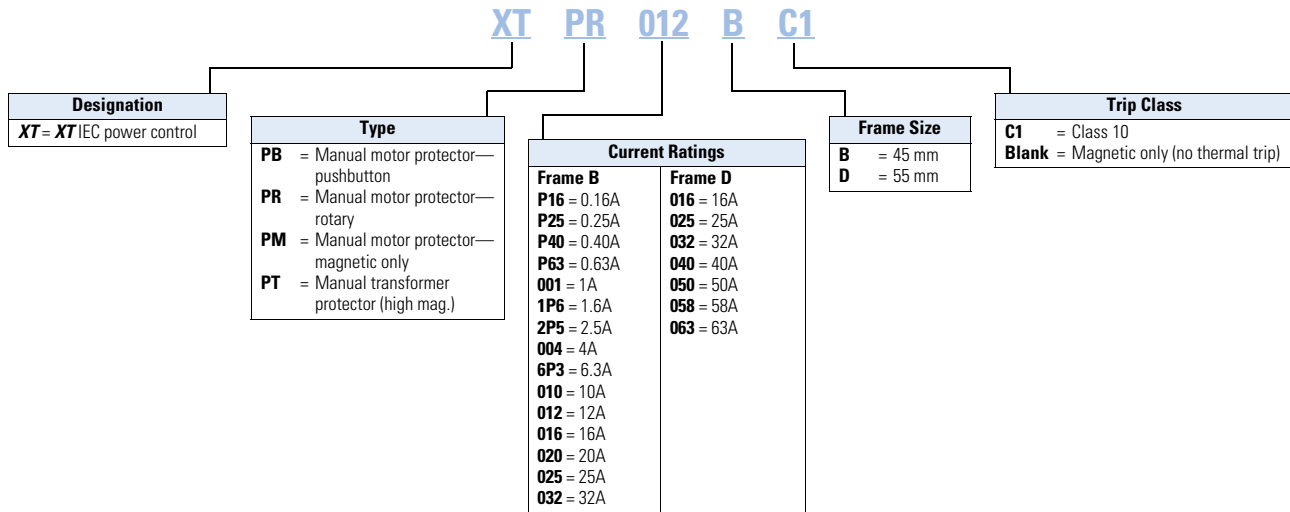 XT PR 012 B C1
Designation
XT = XT IEC power control
Type
PB = Manual motor protector—
pushbutton
PR = Manual motor protector—
rotary
PM = Manual motor protector—
magnetic only
PT = Manual transformer
protector (high mag.)
Current Ratings
Frame B
P16 = 0.16A
P25 = 0.25A
P40 = 0.40A
P63 = 0.63A
001 = 1A
1P6 = 1.6A
2P5 = 2.5A
004 = 4A
6P3 = 6.3A
010 = 10A
012 = 12A
016 = 16A
020 = 20A
025 = 25A
032 = 32A
Frame D
016 = 16A
025 = 25A
032 = 32A
040 = 40A
050 = 50A
058 = 58A
063 = 63A
Frame Size
B = 45 mm
D = 55 mm
Trip Class
C1 = Class 10
Blank = Magnetic only (no thermal trip)